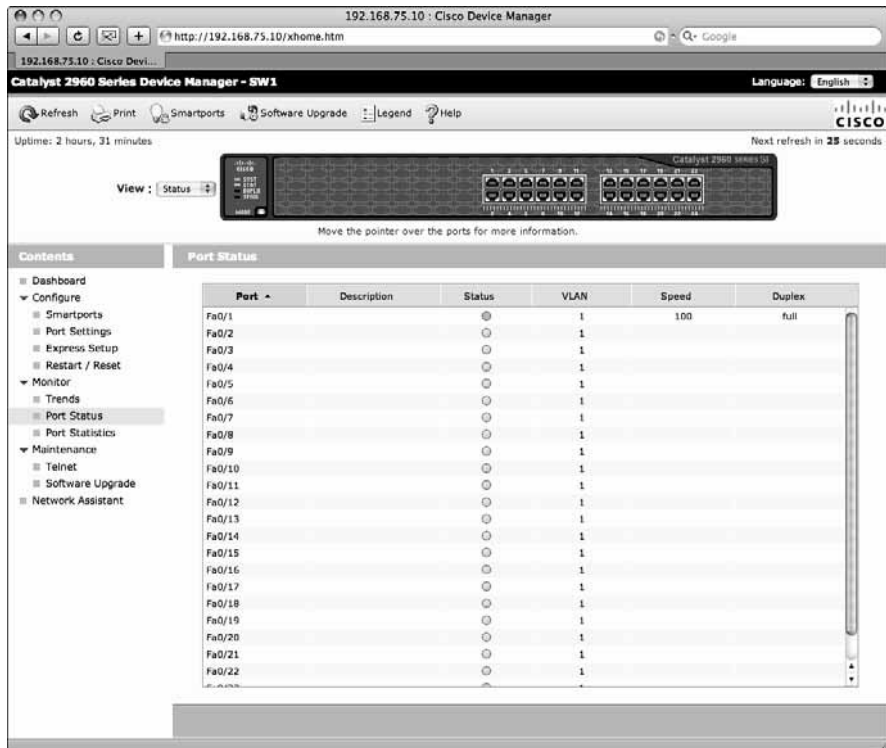 192.168.75.10 : Cisco Device Manager
http://192.168.75.10/xhome.htm
Google
192.168.75.10 : Cisco Devi...
Catalyst 2960 Series Device Manager - SW1
Language: English
Refresh Print Smartports Software Upgrade Legend Help
CISCO
Uptime: 2 hours, 31 minutes
Next refresh in 25 seconds
View : Status
Catalyst 2960 SERIES SI
MODE
Move the pointer over the ports for more information.
Contents
Port Status
Dashboard
Configure
Smartports
Port Settings
Express Setup
Restart / Reset
Monitor
Trends
Port Status
Port Statistics
Maintenance
Telnet
Software Upgrade
Network Assistant
Port Description Status VLAN Speed Duplex
Fa0/1 1 100 full
Fa0/2 1
Fa0/3 1
Fa0/4 1
Fa0/5 1
Fa0/6 1
Fa0/7 1
Fa0/8 1
Fa0/9 1
Fa0/10 1
Fa0/11 1
Fa0/12 1
Fa0/13 1
Fa0/14 1
Fa0/15 1
Fa0/16 1
Fa0/17 1
Fa0/18 1
Fa0/19 1
Fa0/20 1
Fa0/21 1
Fa0/22 1